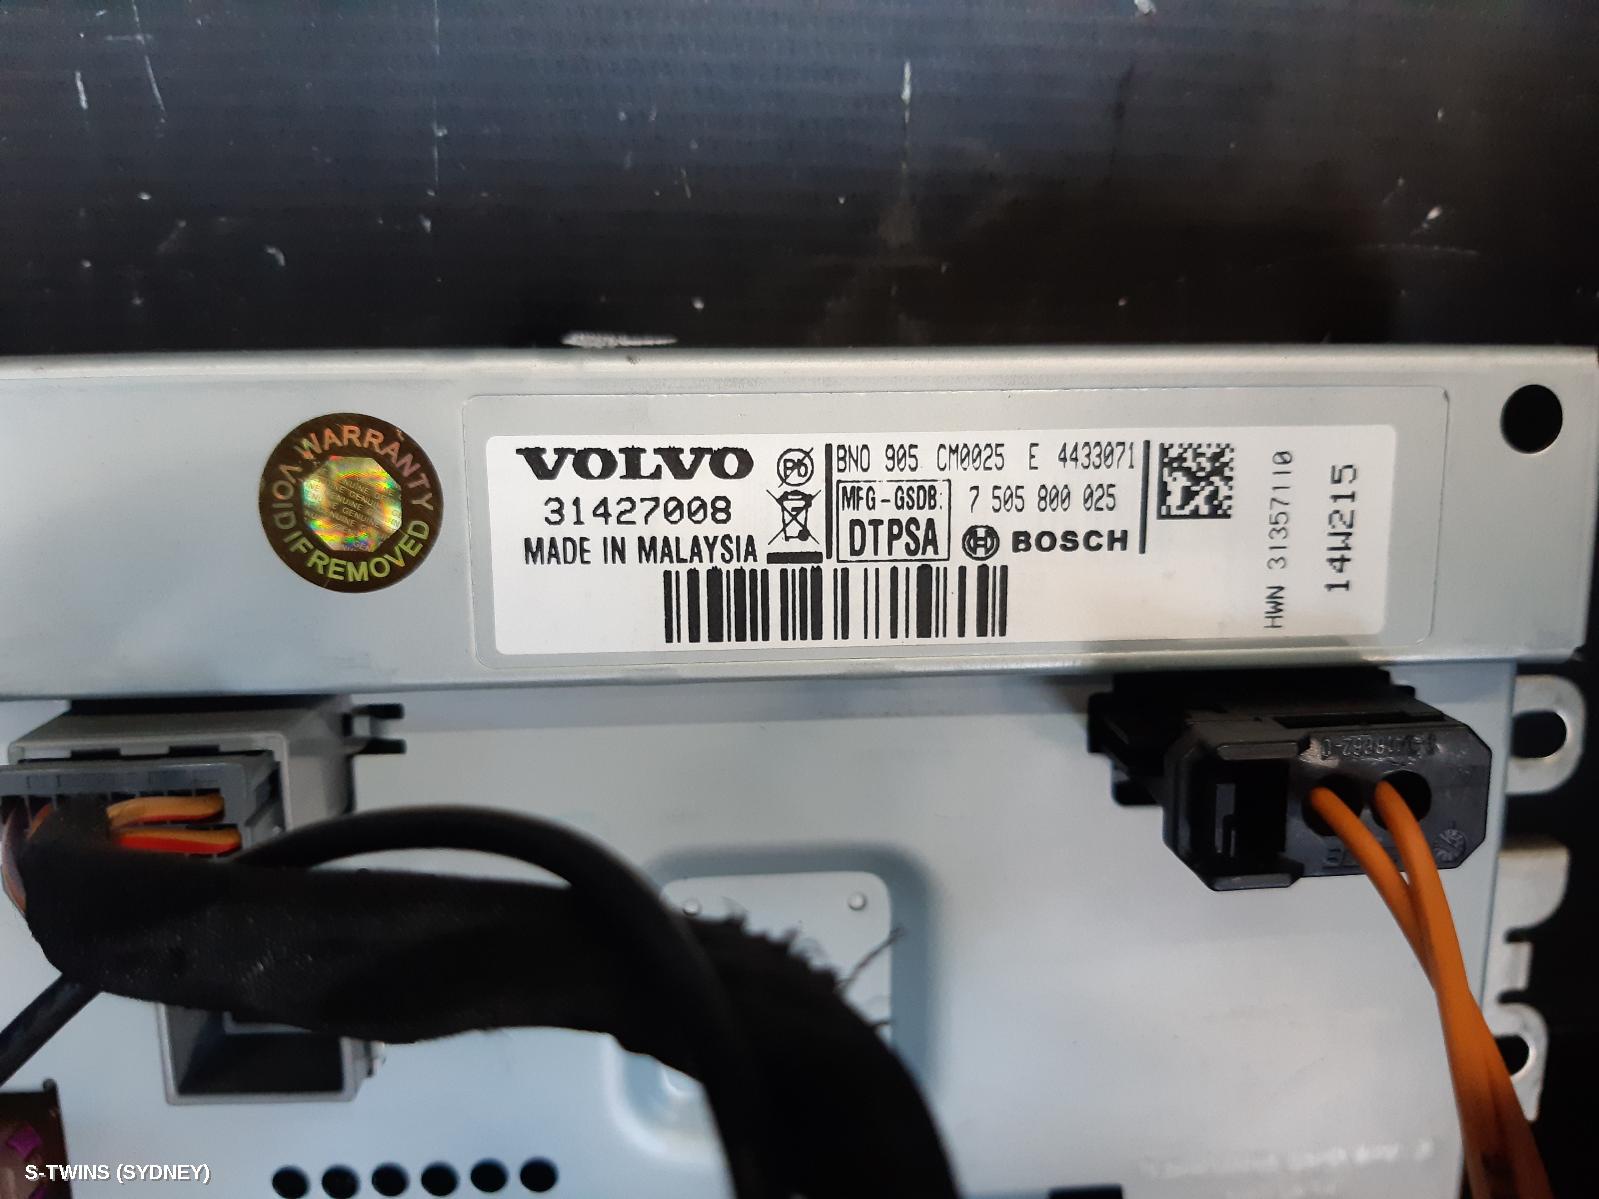 WARRANTY
VOID IF REMOVED
VOLVO
31427008
MADE IN MALAYSIA
Pb
BNO 905 CM0025 E 4433071
MFG-GSDB:
DTPSA
7 505 800 025
BOSCH
HWN 31357110
14W215
S-TWINS (SYDNEY)